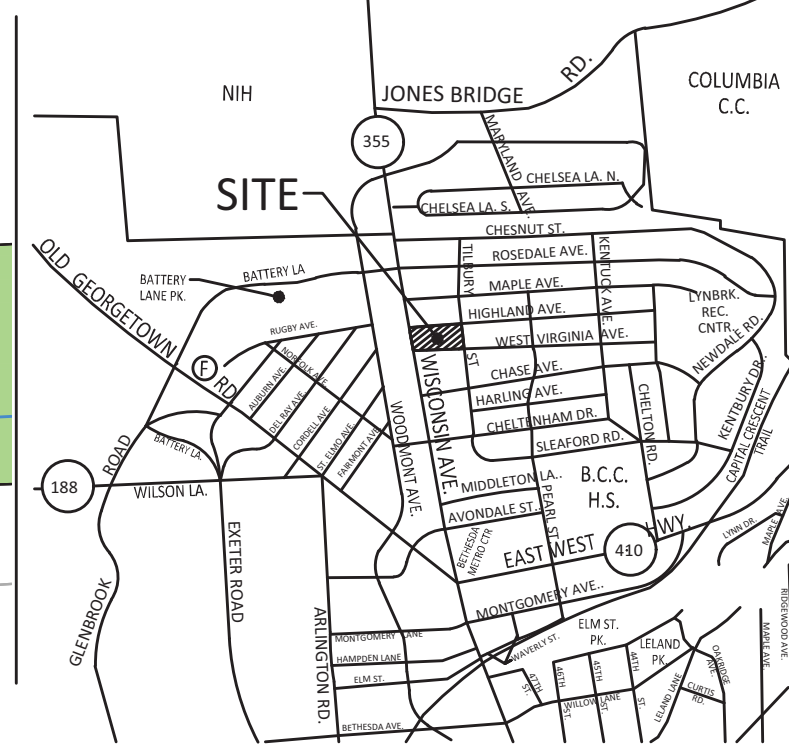 NIH
JONES BRIDGE
RD.
COLUMBIA
C.C.
355
MARYLAND AVE.
CHELSEA LA. N.
SITE
CHELSEA LA. S.
CHESNUT ST.
OLD GEORGETOWN RD
BATTERY
LANE PK.
BATTERY LA
TILBURY ST
ROSEDALE AVE.
KENTUCK AVE.
MAPLE AVE.
LYNBRK.
REC.
CNTR.
HIGHLAND AVE.
RUGBY AVE.
WEST VIRGINIA AVE.
NEWDALE RD.
NORFOLK AVE.
F
WISCONSIN AVE.
CHASE AVE.
AUBURN AVE.
KENTBURY DR.
DEL RAY AVE.
HARLING AVE.
CHELTON RD.
CAPITAL CRESCENT
TRAIL
CORDELL AVE.
CHELTENHAM DR.
WOODMONT AVE.
ST. ELMO AVE.
FAIRMONT AVE.
SLEAFORD RD.
BATTERY LA.
188
WILSON LA.
MIDDLETON LA..
B.C.C.
H.S.
AVONDALE ST..
PEARL ST.
BETHESDA
METRO CTR
EAST WEST
410
HWY.
LYNN DR.
MAPLE AVE.
EXETER ROAD
GLENBROOK
ROAD
ARLINGTON RD.
MONTGOMERY AVE..
RIDGEWOOD AVE.
MONTGOMERY LANE
WAVERLY ST.
ELM ST.
PK.
LELAND
PK.
MAPLE AVE.
HAMPDEN LANE
ELM ST.
47TH
ST.
46TH
ST.
45TH
ST.
44TH
ST.
OAKRIDGE
AVE.
WILLOW LANE
LELAND LANE
CURTIS
RD.
BETHESDA AVE.